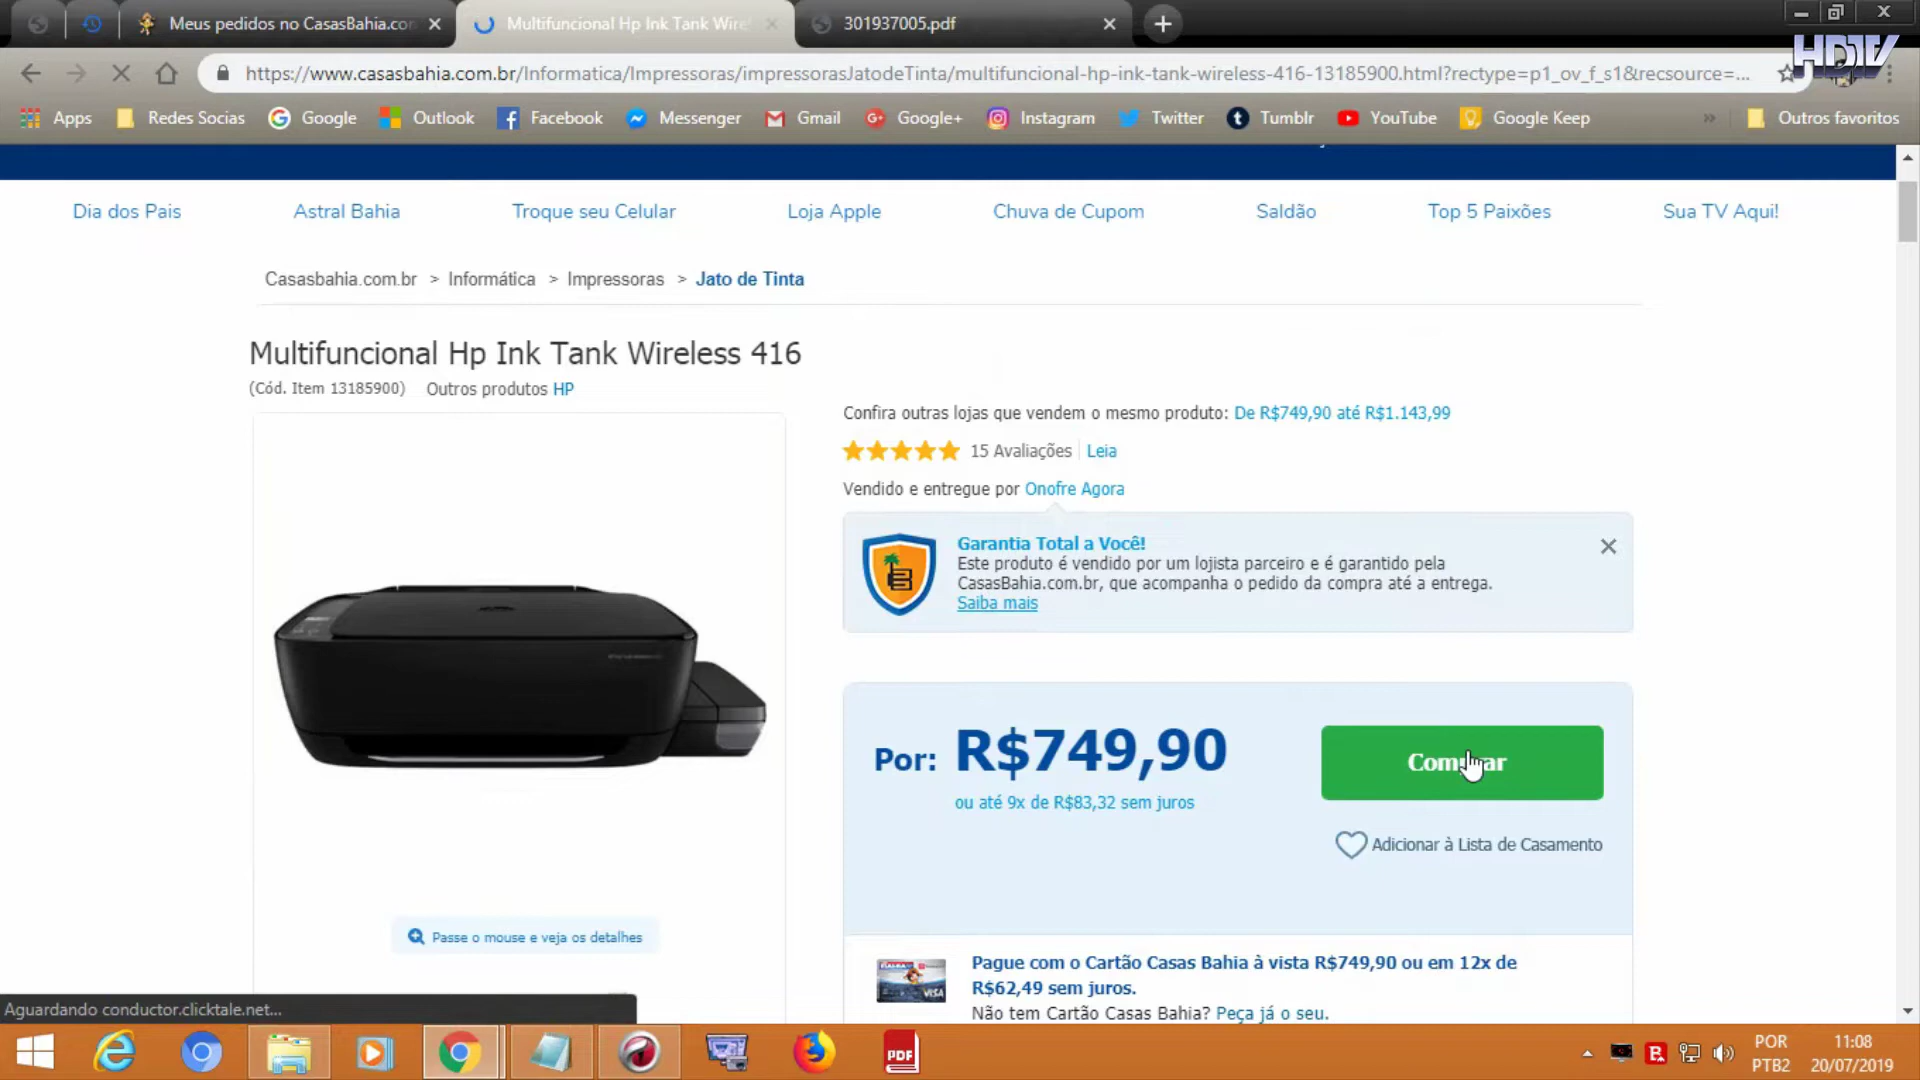 Meus pedidos no CasasBahia.com
Multifuncional Hp Ink Tank Wire
301937005.pdf
HDTV
https://www.casasbahia.com.br/Informatica/Impressoras/impressorasJatodeTinta/multifuncional-hp-ink-tank-wireless-416-13185900.html?rectype=p1_ov_f_s1&recsource=...
Apps Redes Socias Google Outlook Facebook Messenger Gmail Google+ Instagram Twitter Tumblr YouTube Google Keep » Outros favoritos
Dia dos Pais Astral Bahia Troque seu Celular Loja Apple Chuva de Cupom Saldão Top 5 Paixões Sua TV Aqui!
Casasbahia.com.br > Informática > Impressoras > Jato de Tinta
Multifuncional Hp Ink Tank Wireless 416
(Cód. Item 13185900) Outros produtos HP
Confira outras lojas que vendem o mesmo produto: De R$749,90 até R$1.143,99
15 Avaliações Leia
Vendido e entregue por Onofre Agora
Garantia Total a Você!
Este produto é vendido por um lojista parceiro e é garantido pela
CasasBahia.com.br, que acompanha o pedido da compra até a entrega.
Saiba mais
Por: R$749,90
Comprar
ou até 9x de R$83,32 sem juros
Adicionar à Lista de Casamento
Passe o mouse e veja os detalhes
VISA
Pague com o Cartão Casas Bahia à vista R$749,90 ou em 12x de
R$62,49 sem juros.
Não tem Cartão Casas Bahia? Peça já o seu.
Aguardando conductor.clicktale.net...
PDF
POR
PTB2
11:08
20/07/2019